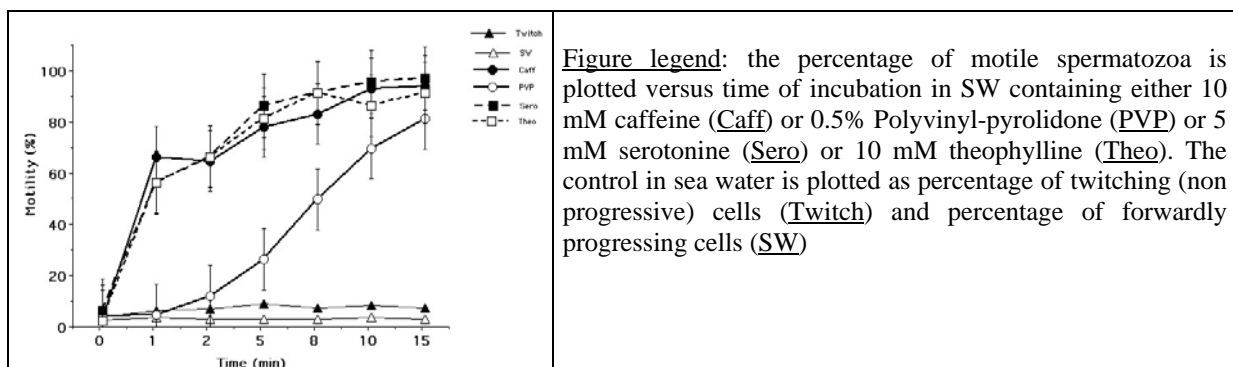 Twitch
SW
Caff
PVP
Sero
Theo
100
80
60
40
20
0
Motility (%)
0 1 2 5 8 10 15
Time (min)
Figure legend: the percentage of motile spermatozoa is
plotted versus time of incubation in SW containing either 10
mM caffeine (Caff) or 0.5% Polyvinyl-pyrolidone (PVP) or 5
mM serotonine (Sero) or 10 mM theophylline (Theo). The
control in sea water is plotted as percentage of twitching (non
progressive) cells (Twitch) and percentage of forwardly
progressing cells (SW)